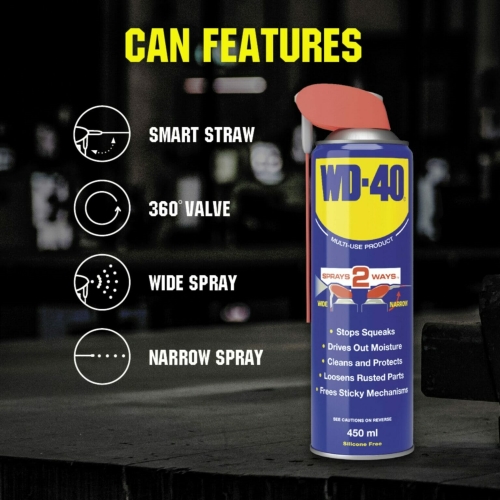 CAN FEATURES
SMART STRAW
360° VALVE
WIDE SPRAY
NARROW SPRAY
WD-40
MULTI-USE PRODUCT
SPRAYS 2 WAYS
WIDE
NARROW
• Stops Squeaks
• Drives Out Moisture
• Cleans and Protects
• Loosens Rusted Parts
• Frees Sticky Mechanisms
SEE CAUTIONS ON REVERSE
450 ml
Silicone Free